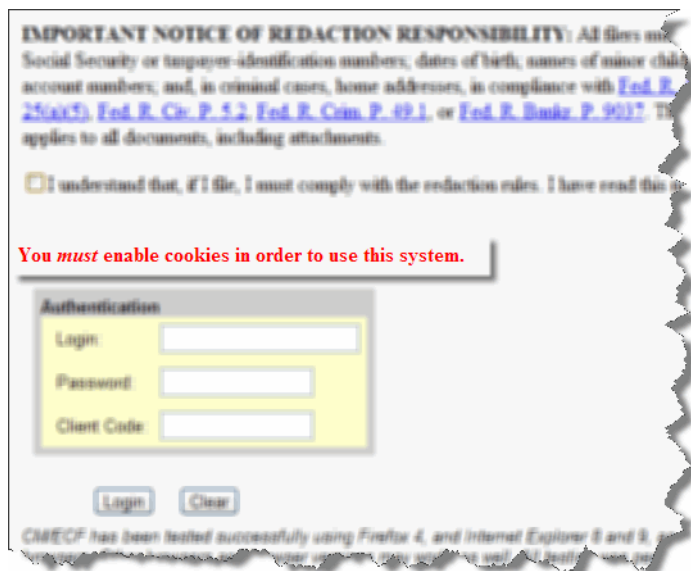 IMPORTANT NOTICE OF REDACTION RESPONSIBILITY: All filers
Social Security or taxpayer-identification numbers; dates of birth; names of minor
account numbers; and, in criminal cases, home addresses, in compliance with Fed. R.
25(a)(5), Fed. R. Civ. P. 5.2, Fed. R. Crim. P. 49.1, or Fed. R. Bankr. P. 9037.
applies to all documents, including attachments.
I understand that, if I file, I must comply with the redaction rules. I have read this
You must enable cookies in order to use this system.
Authentication
Login:
Password:
Client Code:
Login Clear
CM/ECF has been tested successfully using Firefox 4, and Internet Explorer 8 and 9,